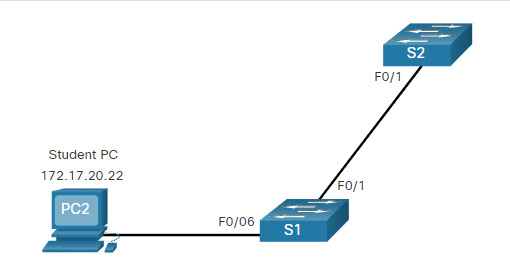 S2
F0/1
Student PC
172.17.20.22
F0/1
PC2
F0/06
S1